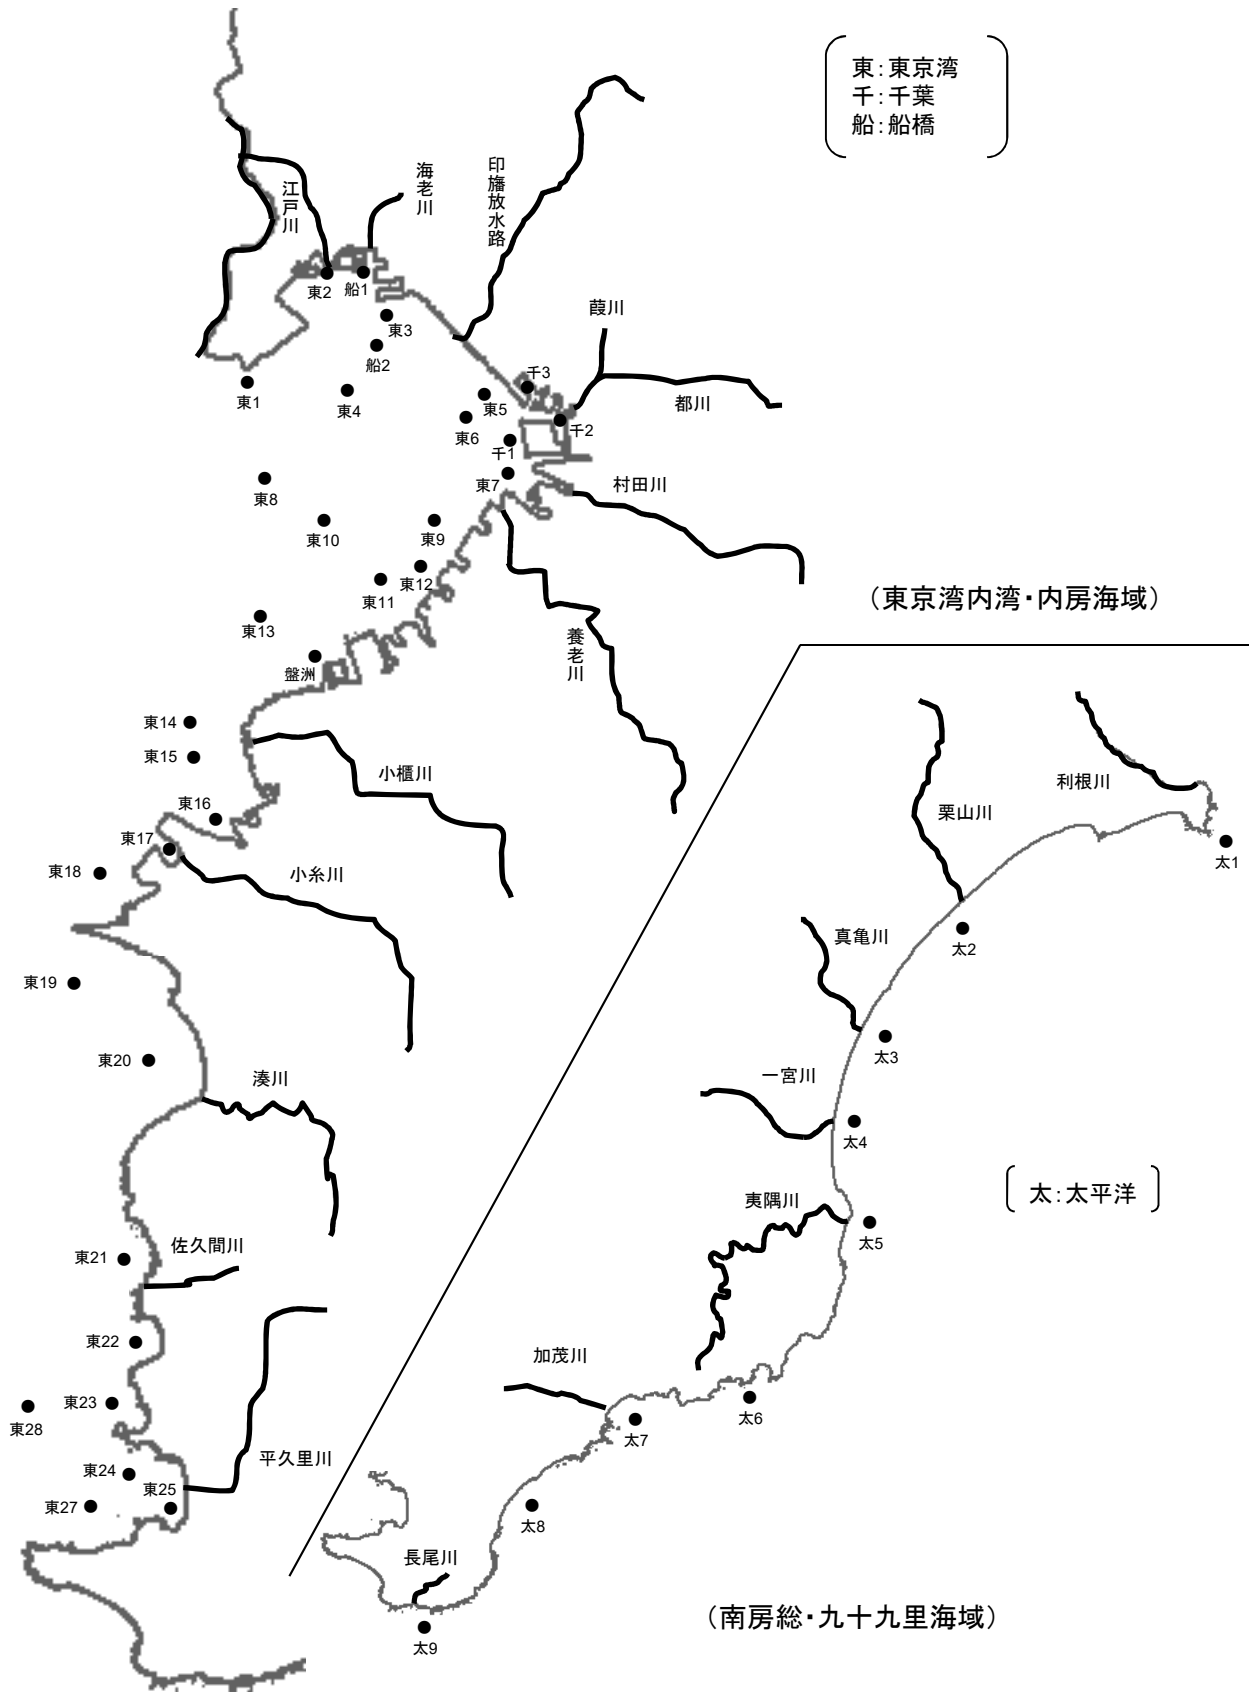 東：東京湾
千：千葉
船：船橋
江戸川
海老川
印旛放水路
東2
船1
東3
船2
葭川
千3
都川
東1
東4
東5
東6
千2
千1
東7
村田川
東8
東10
東9
東12
東11
養老川
（東京湾内湾・内房海域）
東13
盤洲
東14
東15
小櫃川
東16
東17
東18
小糸川
東19
東20
湊川
東21
佐久間川
東22
東23
東28
平久里川
東24
東25
東27
利根川
栗山川
太1
真亀川
太2
太3
一宮川
太4
太：太平洋
夷隅川
太5
加茂川
太6
太7
太8
長尾川
太9
（南房総・九十九里海域）